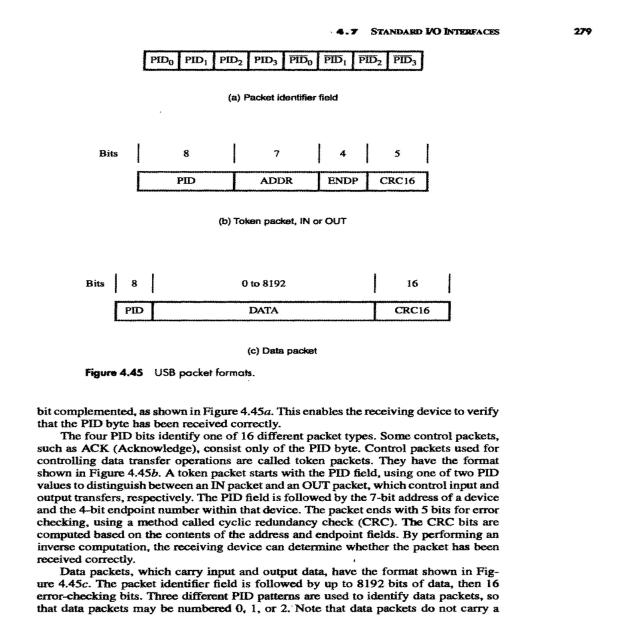 4.7 STANDARD I/O INTERFACES 279
PID₀ PID₁ PID₂ PID₃ P̅I̅D̅₀ P̅I̅D̅₁ P̅I̅D̅₂ P̅I̅D̅₃
(a) Packet identifier field
Bits 8 7 4 5
PID ADDR ENDP CRC16
(b) Token packet, IN or OUT
Bits 8 0 to 8192 16
PID DATA CRC16
(c) Data packet
Figure 4.45 USB packet formats.
bit complemented, as shown in Figure 4.45a. This enables the receiving device to verify
that the PID byte has been received correctly.
The four PID bits identify one of 16 different packet types. Some control packets,
such as ACK (Acknowledge), consist only of the PID byte. Control packets used for
controlling data transfer operations are called token packets. They have the format
shown in Figure 4.45b. A token packet starts with the PID field, using one of two PID
values to distinguish between an IN packet and an OUT packet, which control input and
output transfers, respectively. The PID field is followed by the 7-bit address of a device
and the 4-bit endpoint number within that device. The packet ends with 5 bits for error
checking, using a method called cyclic redundancy check (CRC). The CRC bits are
computed based on the contents of the address and endpoint fields. By performing an
inverse computation, the receiving device can determine whether the packet has been
received correctly.
Data packets, which carry input and output data, have the format shown in Fig-
ure 4.45c. The packet identifier field is followed by up to 8192 bits of data, then 16
error-checking bits. Three different PID patterns are used to identify data packets, so
that data packets may be numbered 0, 1, or 2. Note that data packets do not carry a